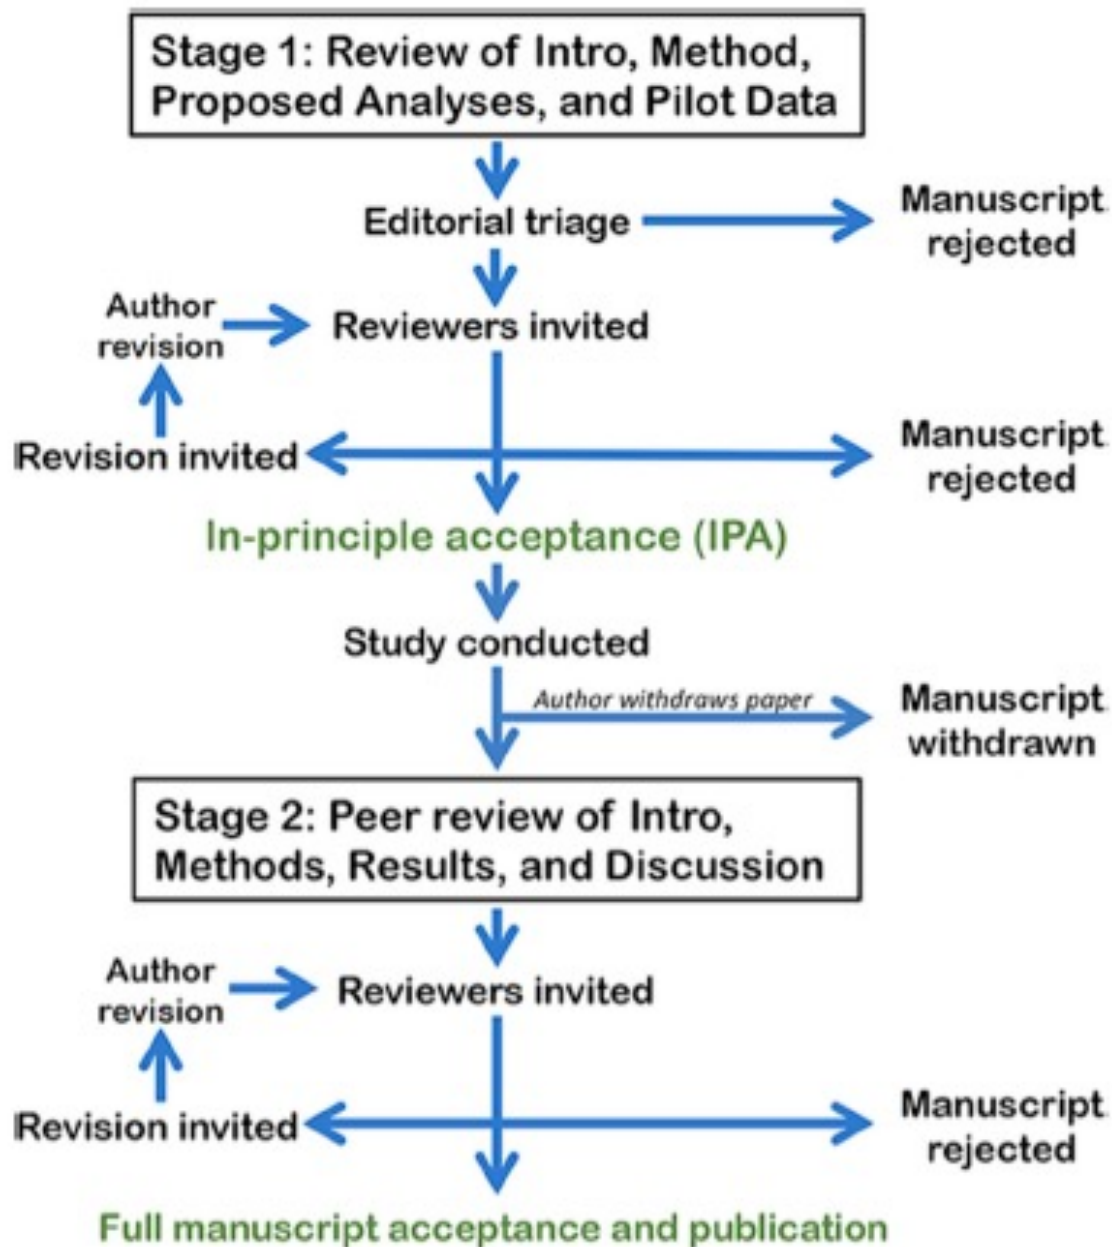 Stage 1: Review of Intro, Method,
Proposed Analyses, and Pilot Data
Editorial triage
Manuscript
rejected
Author
revision
Reviewers invited
Revision invited
Manuscript
rejected
In-principle acceptance (IPA)
Study conducted
Author withdraws paper
Manuscript
withdrawn
Stage 2: Peer review of Intro,
Methods, Results, and Discussion
Author
revision
Reviewers invited
Revision invited
Manuscript
rejected
Full manuscript acceptance and publication